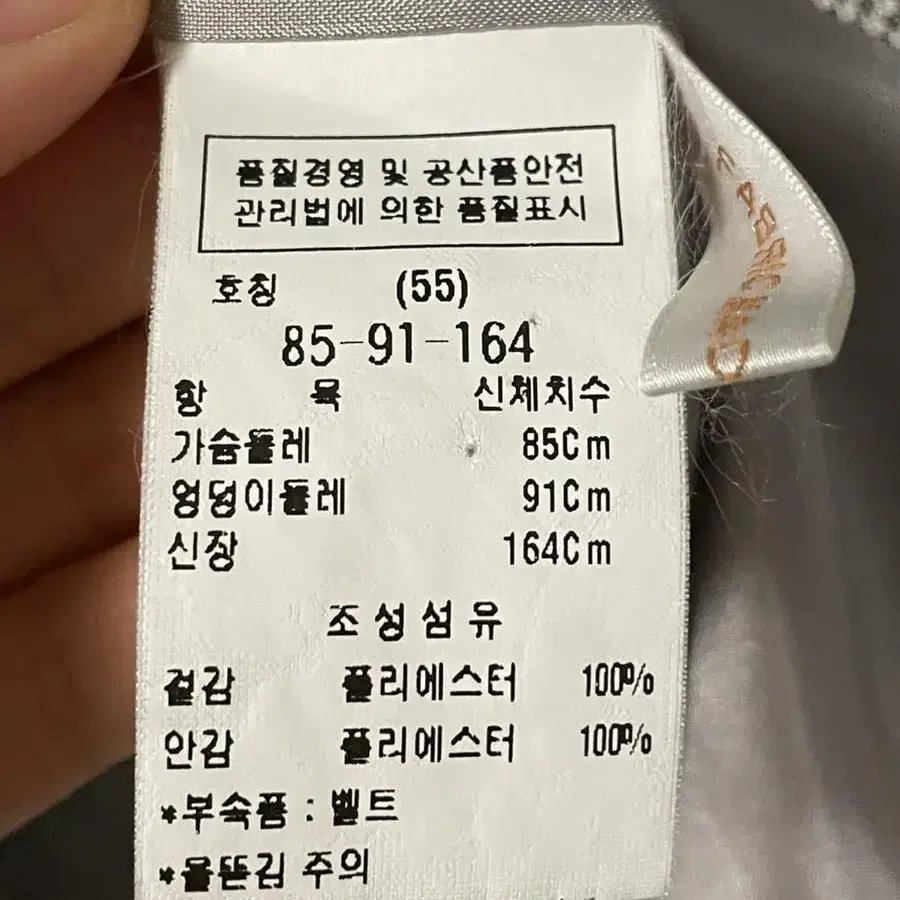 품질경영 및 공산품안전
관리법에 의한 품질표시
호칭 (55)
85-91-164
항 목 신체치수
가슴둘레 85Cm
엉덩이둘레 91Cm
신장 164Cm
조성섬유
겉감 폴리에스터 100%
안감 폴리에스터 100%
*부속품 : 벨트
*올뜯김 주의